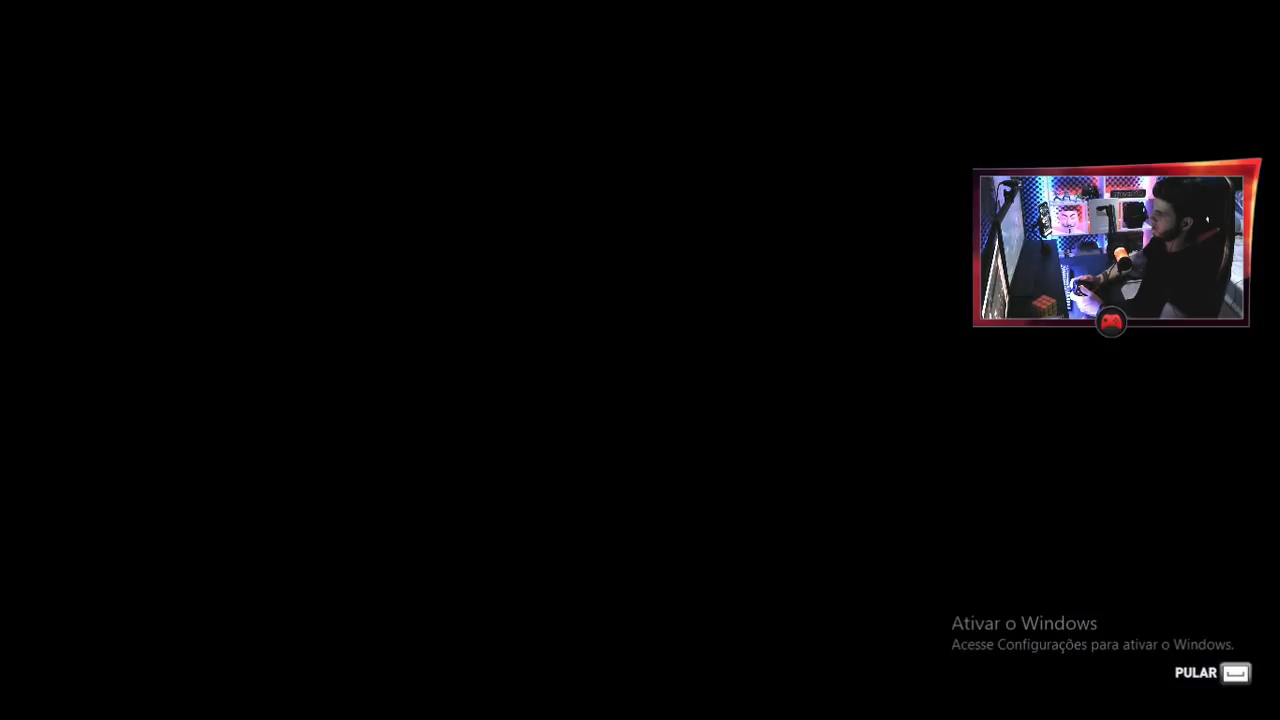 Ativar o Windows
Acesse Configurações para ativar o Windows.
PULAR